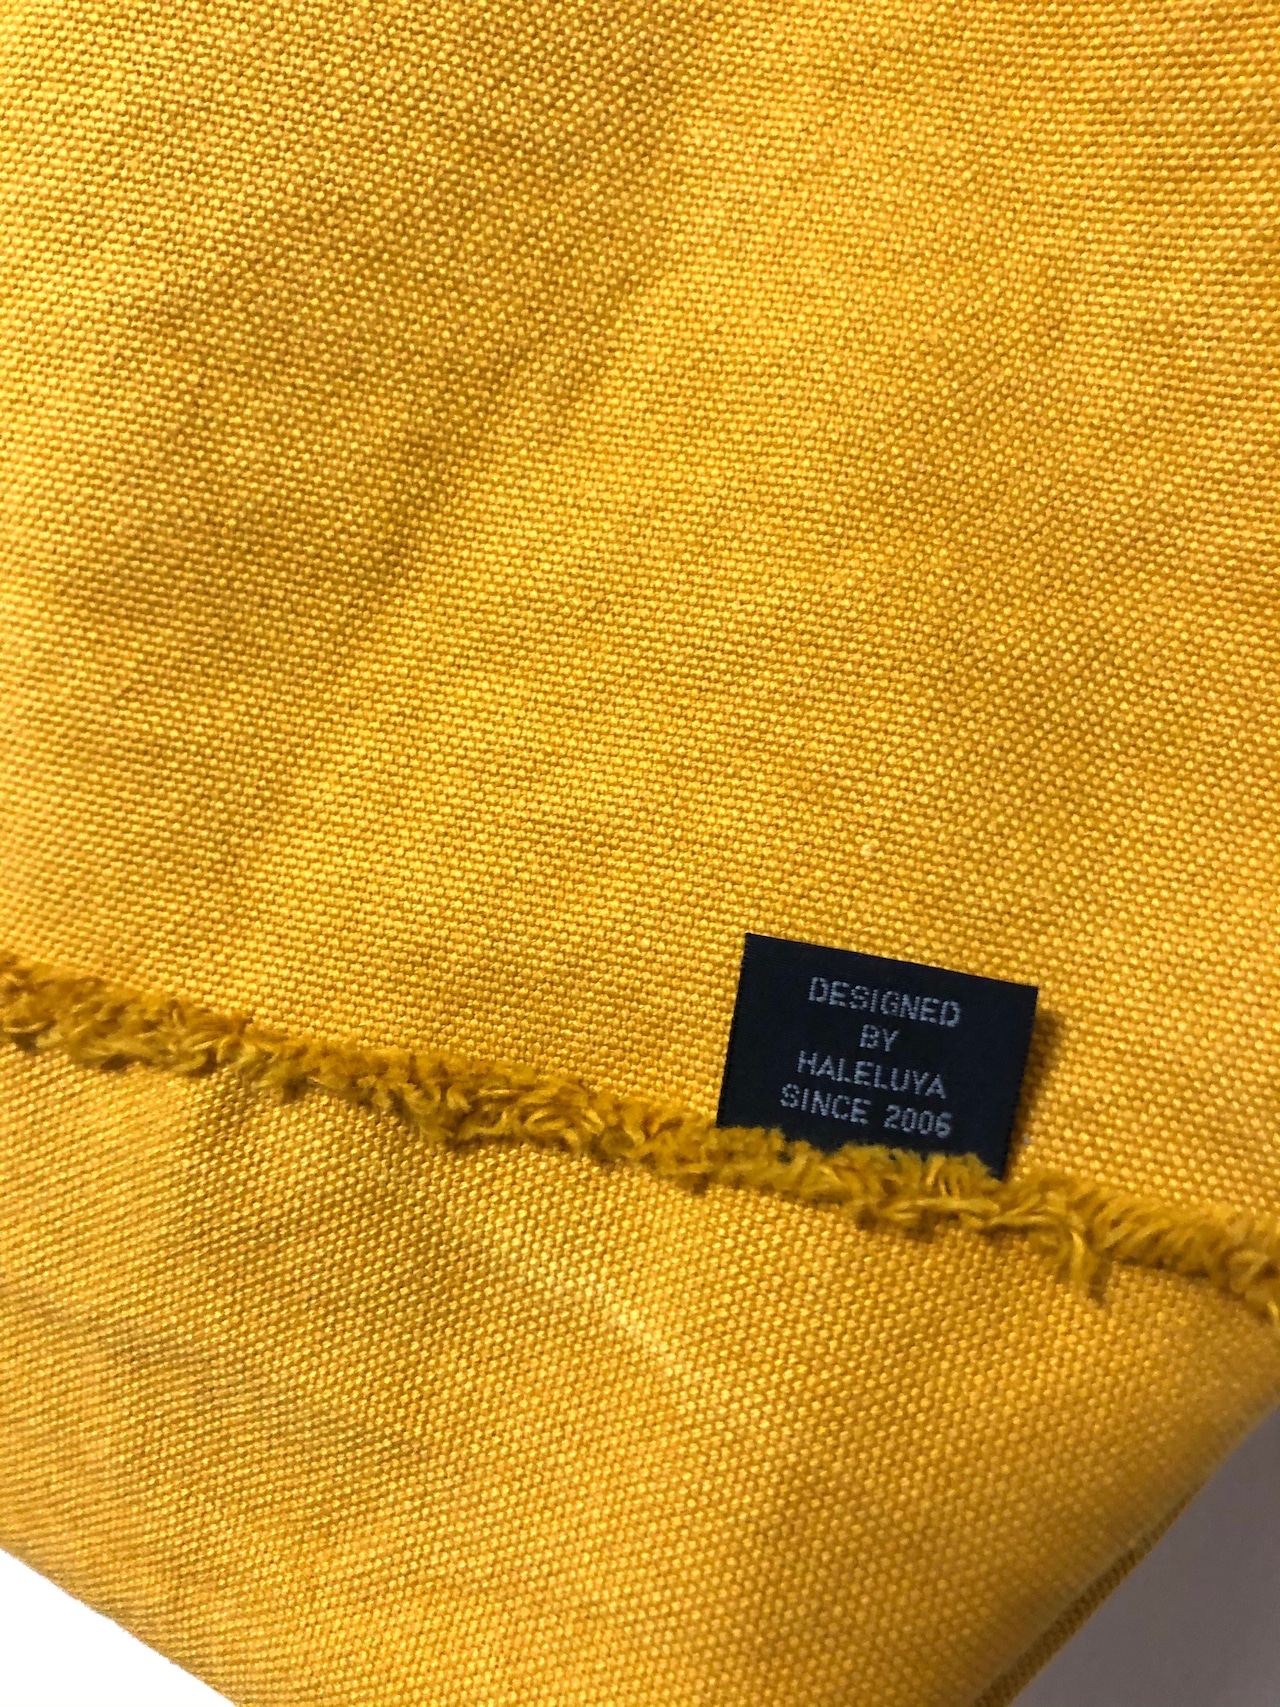 DESIGNED
BY
HALELUYA
SINCE 2006